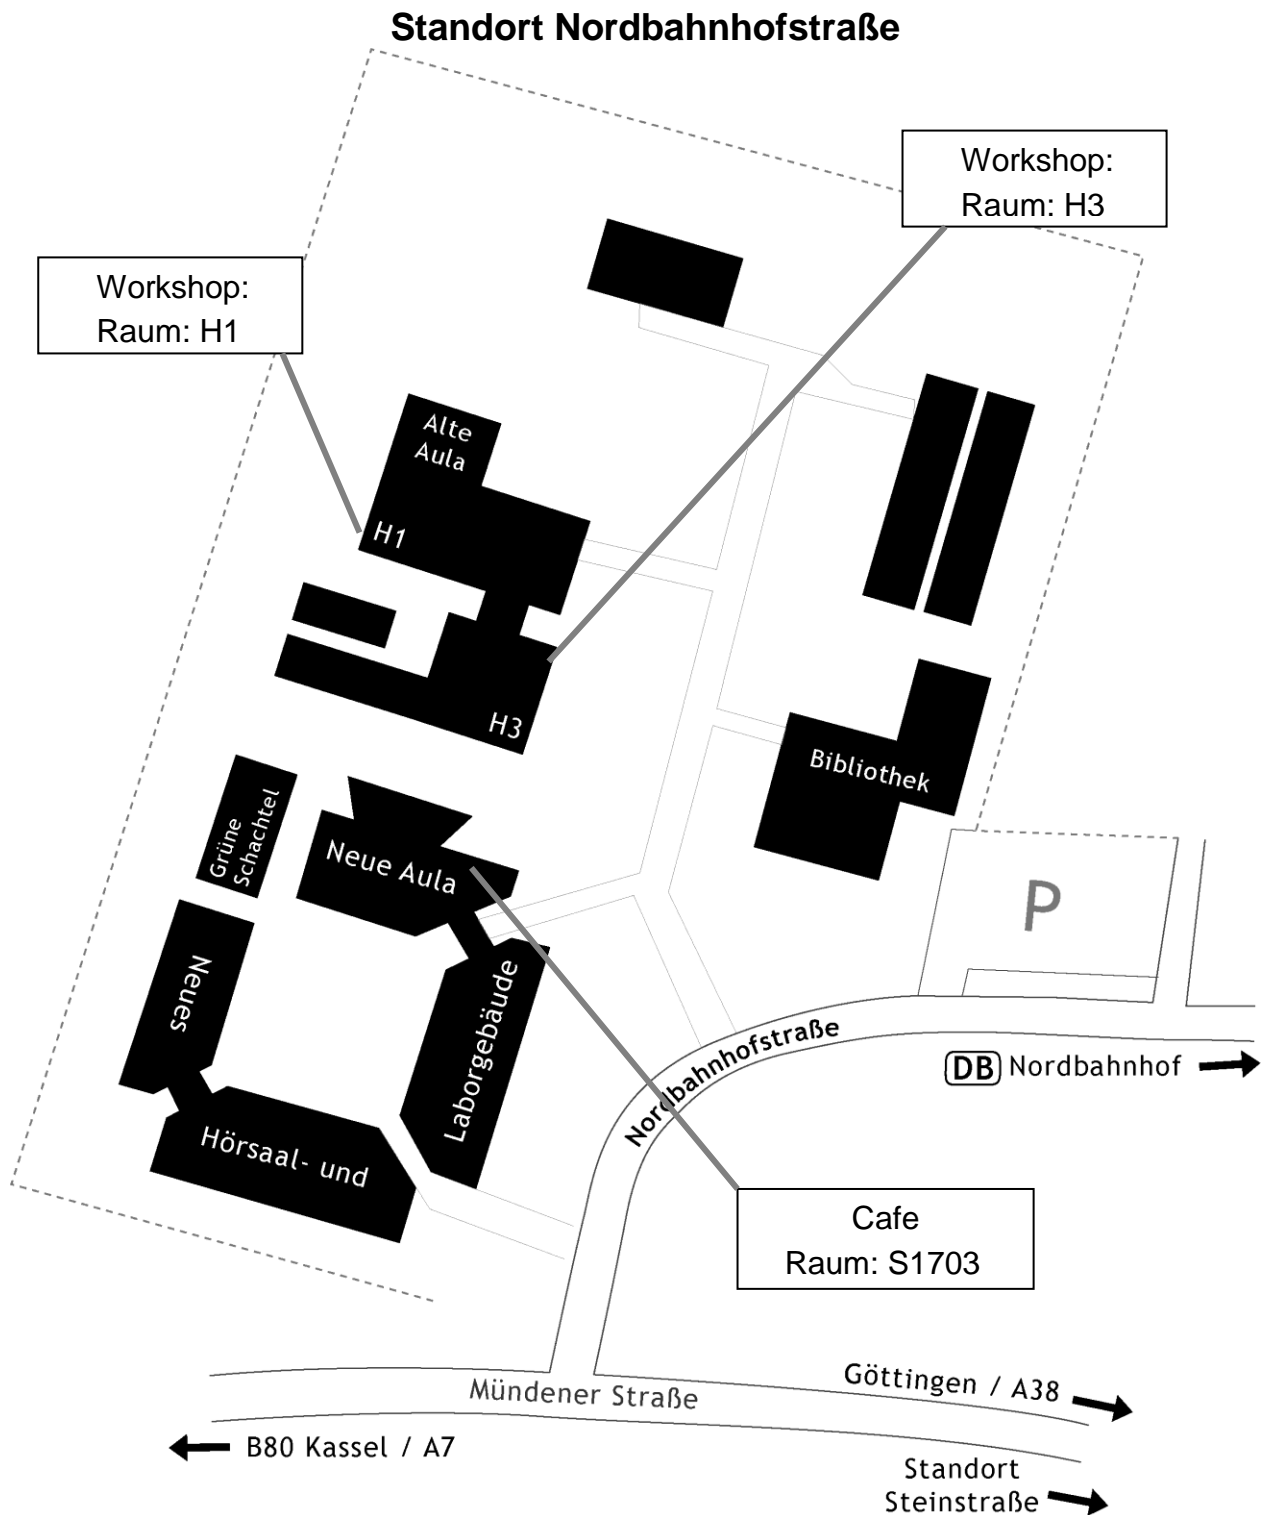 Standort Nordbahnhofstraße
Workshop:
Raum: H3
Workshop:
Raum: H1
Alte
Aula
H1
H3
Bibliothek
Grüne
Schachtel
Neue Aula
P
Neues
Laborgebäude
Nordbahnhofstraße
DB Nordbahnhof
Hörsaal- und
Cafe
Raum: S1703
Göttingen / A38
Mündener Straße
B80 Kassel / A7
Standort
Steinstraße